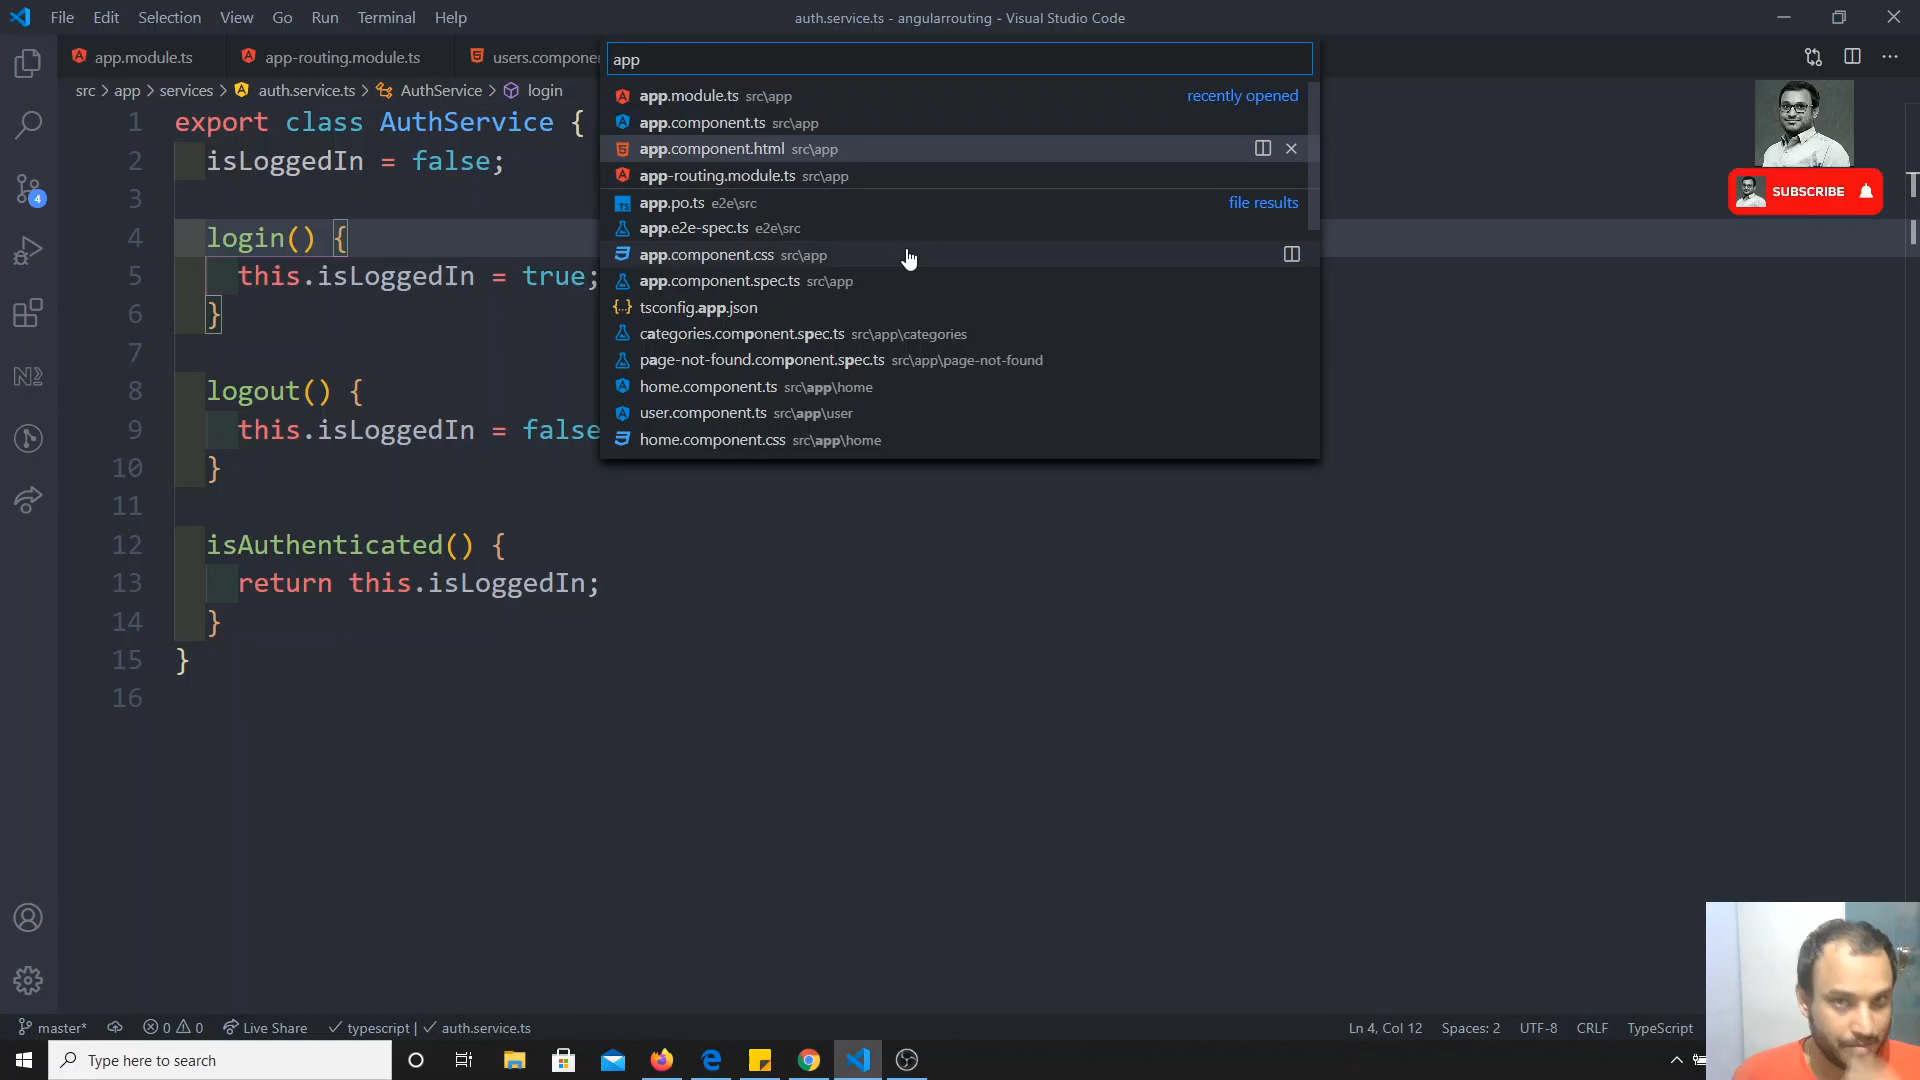 File Edit Selection View Go Run Terminal Help
auth.service.ts - angularrouting - Visual Studio Code
app.module.ts
app-routing.module.ts
users.compone
src > app > services > auth.service.ts > AuthService > login
app
app.module.ts src\app recently opened
app.component.ts src\app
app.component.html src\app
app-routing.module.ts src\app
app.po.ts e2e\src file results
app.e2e-spec.ts e2e\src
app.component.css src\app
app.component.spec.ts src\app
tsconfig.app.json
categories.component.spec.ts src\app\categories
page-not-found.component.spec.ts src\app\page-not-found
home.component.ts src\app\home
user.component.ts src\app\user
home.component.css src\app\home
SUBSCRIBE
4
1 export class AuthService {
2 isLoggedIn = false;
3
4 login() {
5 this.isLoggedIn = true;
6 }
7
8 logout() {
9 this.isLoggedIn = false
10 }
11
12 isAuthenticated() {
13 return this.isLoggedIn;
14 }
15 }
16
master* 0 0 Live Share typescript | auth.service.ts
Ln 4, Col 12 Spaces: 2 UTF-8 CRLF TypeScript
Type here to search